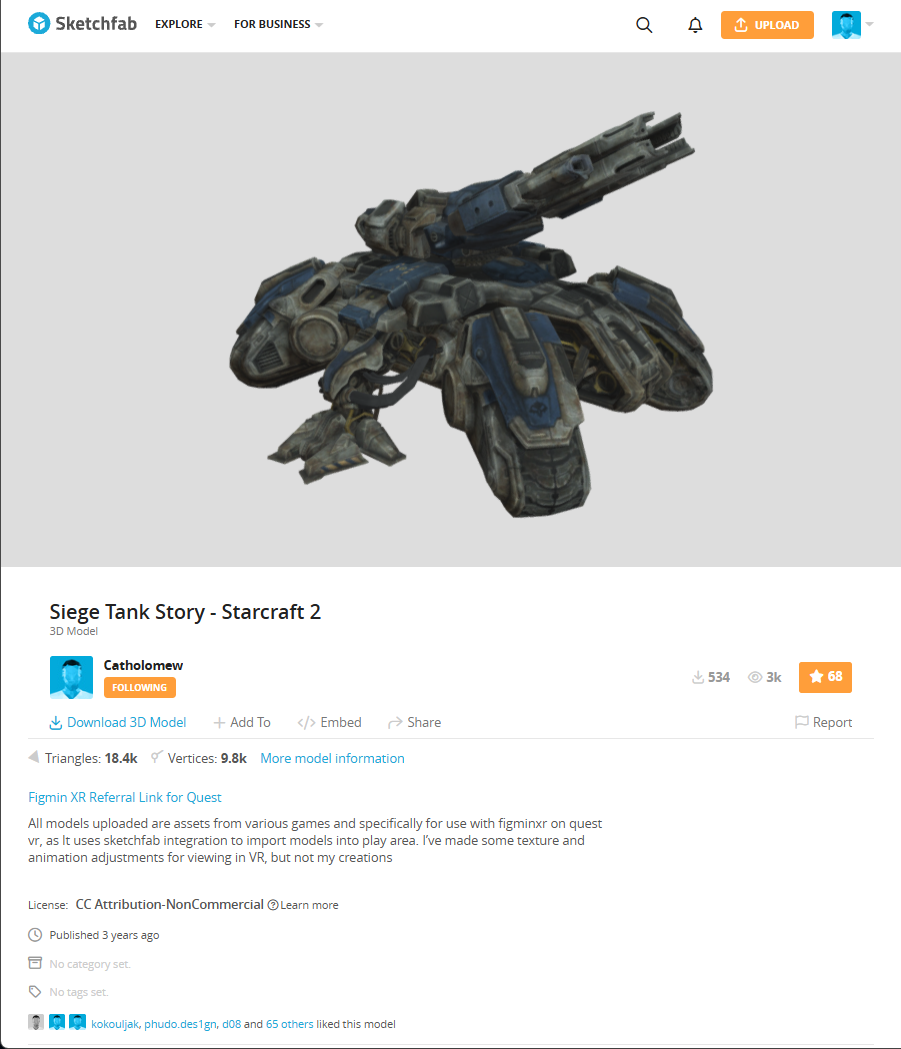 Sketchfab EXPLORE FOR BUSINESS UPLOAD
Siege Tank Story - Starcraft 2
3D Model
Catholomew
FOLLOWING
534 3k 68
Download 3D Model Add To Embed Share Report
Triangles: 18.4k Vertices: 9.8k More model information
Figmin XR Referral Link for Quest
All models uploaded are assets from various games and specifically for use with figminxr on quest
vr, as It uses sketchfab integration to import models into play area. I've made some texture and
animation adjustments for viewing in VR, but not my creations
License: CC Attribution-NonCommercial Learn more
Published 3 years ago
No category set.
No tags set.
kokouljak, phudo.des1gn, d08 and 65 others liked this model